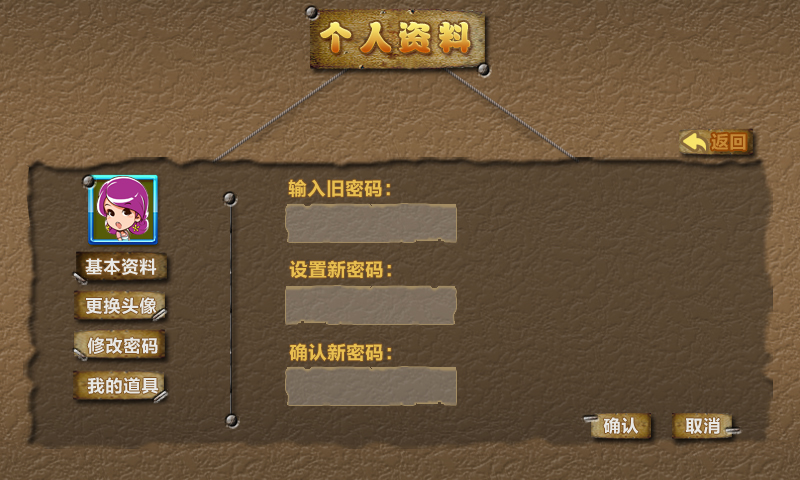 个人资料
返回
基本资料
更换头像
修改密码
我的道具
输入旧密码：
设置新密码：
确认新密码：
确认
取消